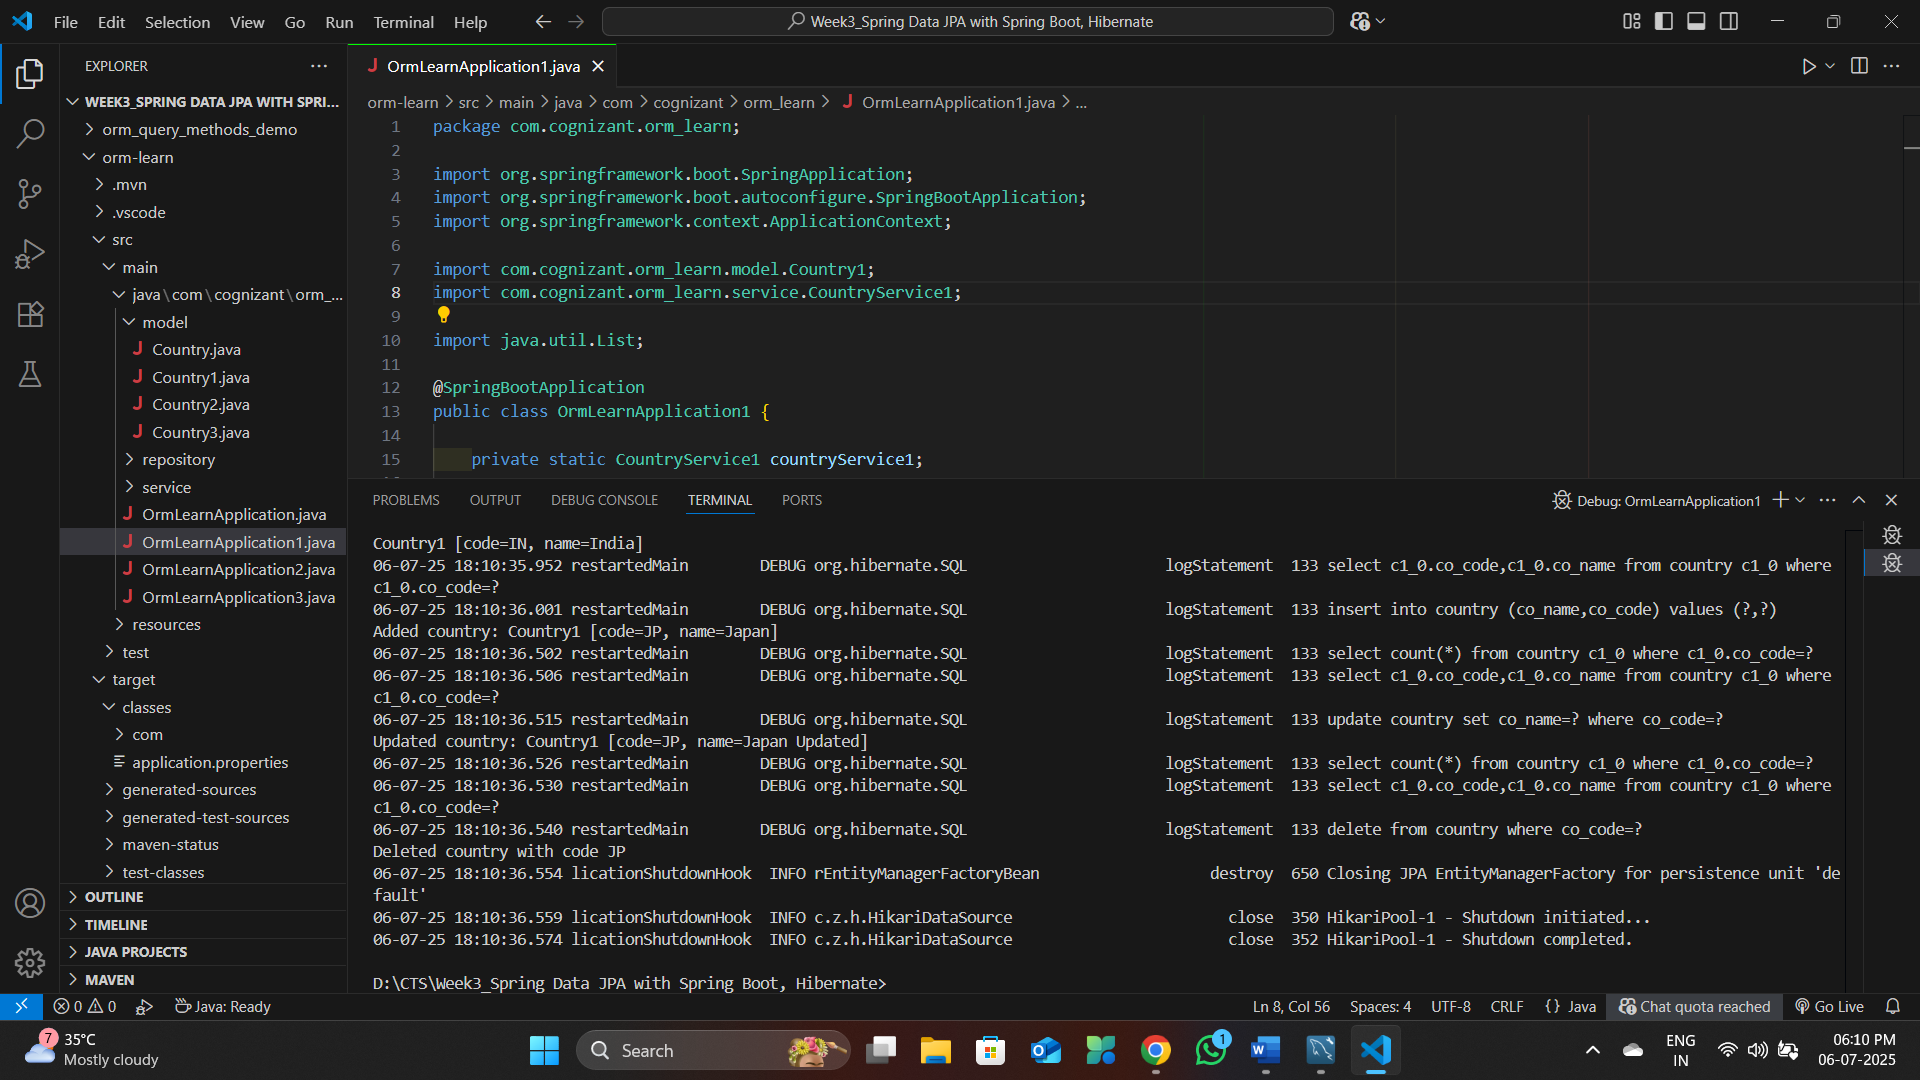 File Edit Selection View Go Run Terminal Help
Week3_Spring Data JPA with Spring Boot, Hibernate
EXPLORER
WEEK3_SPRING DATA JPA WITH SPRI...
orm_query_methods_demo
orm-learn
.mvn
.vscode
src
main
java\com\cognizant\orm_...
model
Country.java
Country1.java
Country2.java
Country3.java
repository
service
OrmLearnApplication.java
OrmLearnApplication1.java
OrmLearnApplication2.java
OrmLearnApplication3.java
resources
test
target
classes
com
application.properties
generated-sources
generated-test-sources
maven-status
test-classes
OUTLINE
TIMELINE
JAVA PROJECTS
MAVEN
OrmLearnApplication1.java
orm-learn > src > main > java > com > cognizant > orm_learn > OrmLearnApplication1.java > ...
1 package com.cognizant.orm_learn;
2
3 import org.springframework.boot.SpringApplication;
4 import org.springframework.boot.autoconfigure.SpringBootApplication;
5 import org.springframework.context.ApplicationContext;
6
7 import com.cognizant.orm_learn.model.Country1;
8 import com.cognizant.orm_learn.service.CountryService1;
9
10 import java.util.List;
11
12 @SpringBootApplication
13 public class OrmLearnApplication1 {
14
15 private static CountryService1 countryService1;
PROBLEMS OUTPUT DEBUG CONSOLE TERMINAL PORTS
Debug: OrmLearnApplication1
Country1 [code=IN, name=India]
06-07-25 18:10:35.952 restartedMain DEBUG org.hibernate.SQL logStatement 133 select c1_0.co_code,c1_0.co_name from country c1_0 where
c1_0.co_code=?
06-07-25 18:10:36.001 restartedMain DEBUG org.hibernate.SQL logStatement 133 insert into country (co_name,co_code) values (?,?)
Added country: Country1 [code=JP, name=Japan]
06-07-25 18:10:36.502 restartedMain DEBUG org.hibernate.SQL logStatement 133 select count(*) from country c1_0 where c1_0.co_code=?
06-07-25 18:10:36.506 restartedMain DEBUG org.hibernate.SQL logStatement 133 select c1_0.co_code,c1_0.co_name from country c1_0 where
c1_0.co_code=?
06-07-25 18:10:36.515 restartedMain DEBUG org.hibernate.SQL logStatement 133 update country set co_name=? where co_code=?
Updated country: Country1 [code=JP, name=Japan Updated]
06-07-25 18:10:36.526 restartedMain DEBUG org.hibernate.SQL logStatement 133 select count(*) from country c1_0 where c1_0.co_code=?
06-07-25 18:10:36.530 restartedMain DEBUG org.hibernate.SQL logStatement 133 select c1_0.co_code,c1_0.co_name from country c1_0 where
c1_0.co_code=?
06-07-25 18:10:36.540 restartedMain DEBUG org.hibernate.SQL logStatement 133 delete from country where co_code=?
Deleted country with code JP
06-07-25 18:10:36.554 licationShutdownHook INFO rEntityManagerFactoryBean destroy 650 Closing JPA EntityManagerFactory for persistence unit 'de
fault'
06-07-25 18:10:36.559 licationShutdownHook INFO c.z.h.HikariDataSource close 350 HikariPool-1 - Shutdown initiated...
06-07-25 18:10:36.574 licationShutdownHook INFO c.z.h.HikariDataSource close 352 HikariPool-1 - Shutdown completed.
D:\CTS\Week3_Spring Data JPA with Spring Boot, Hibernate>
0 0 Java: Ready Ln 8, Col 56 Spaces: 4 UTF-8 CRLF {} Java Chat quota reached Go Live
7 35°C
Mostly cloudy
Search
1
ENG
IN
06:10 PM
06-07-2025